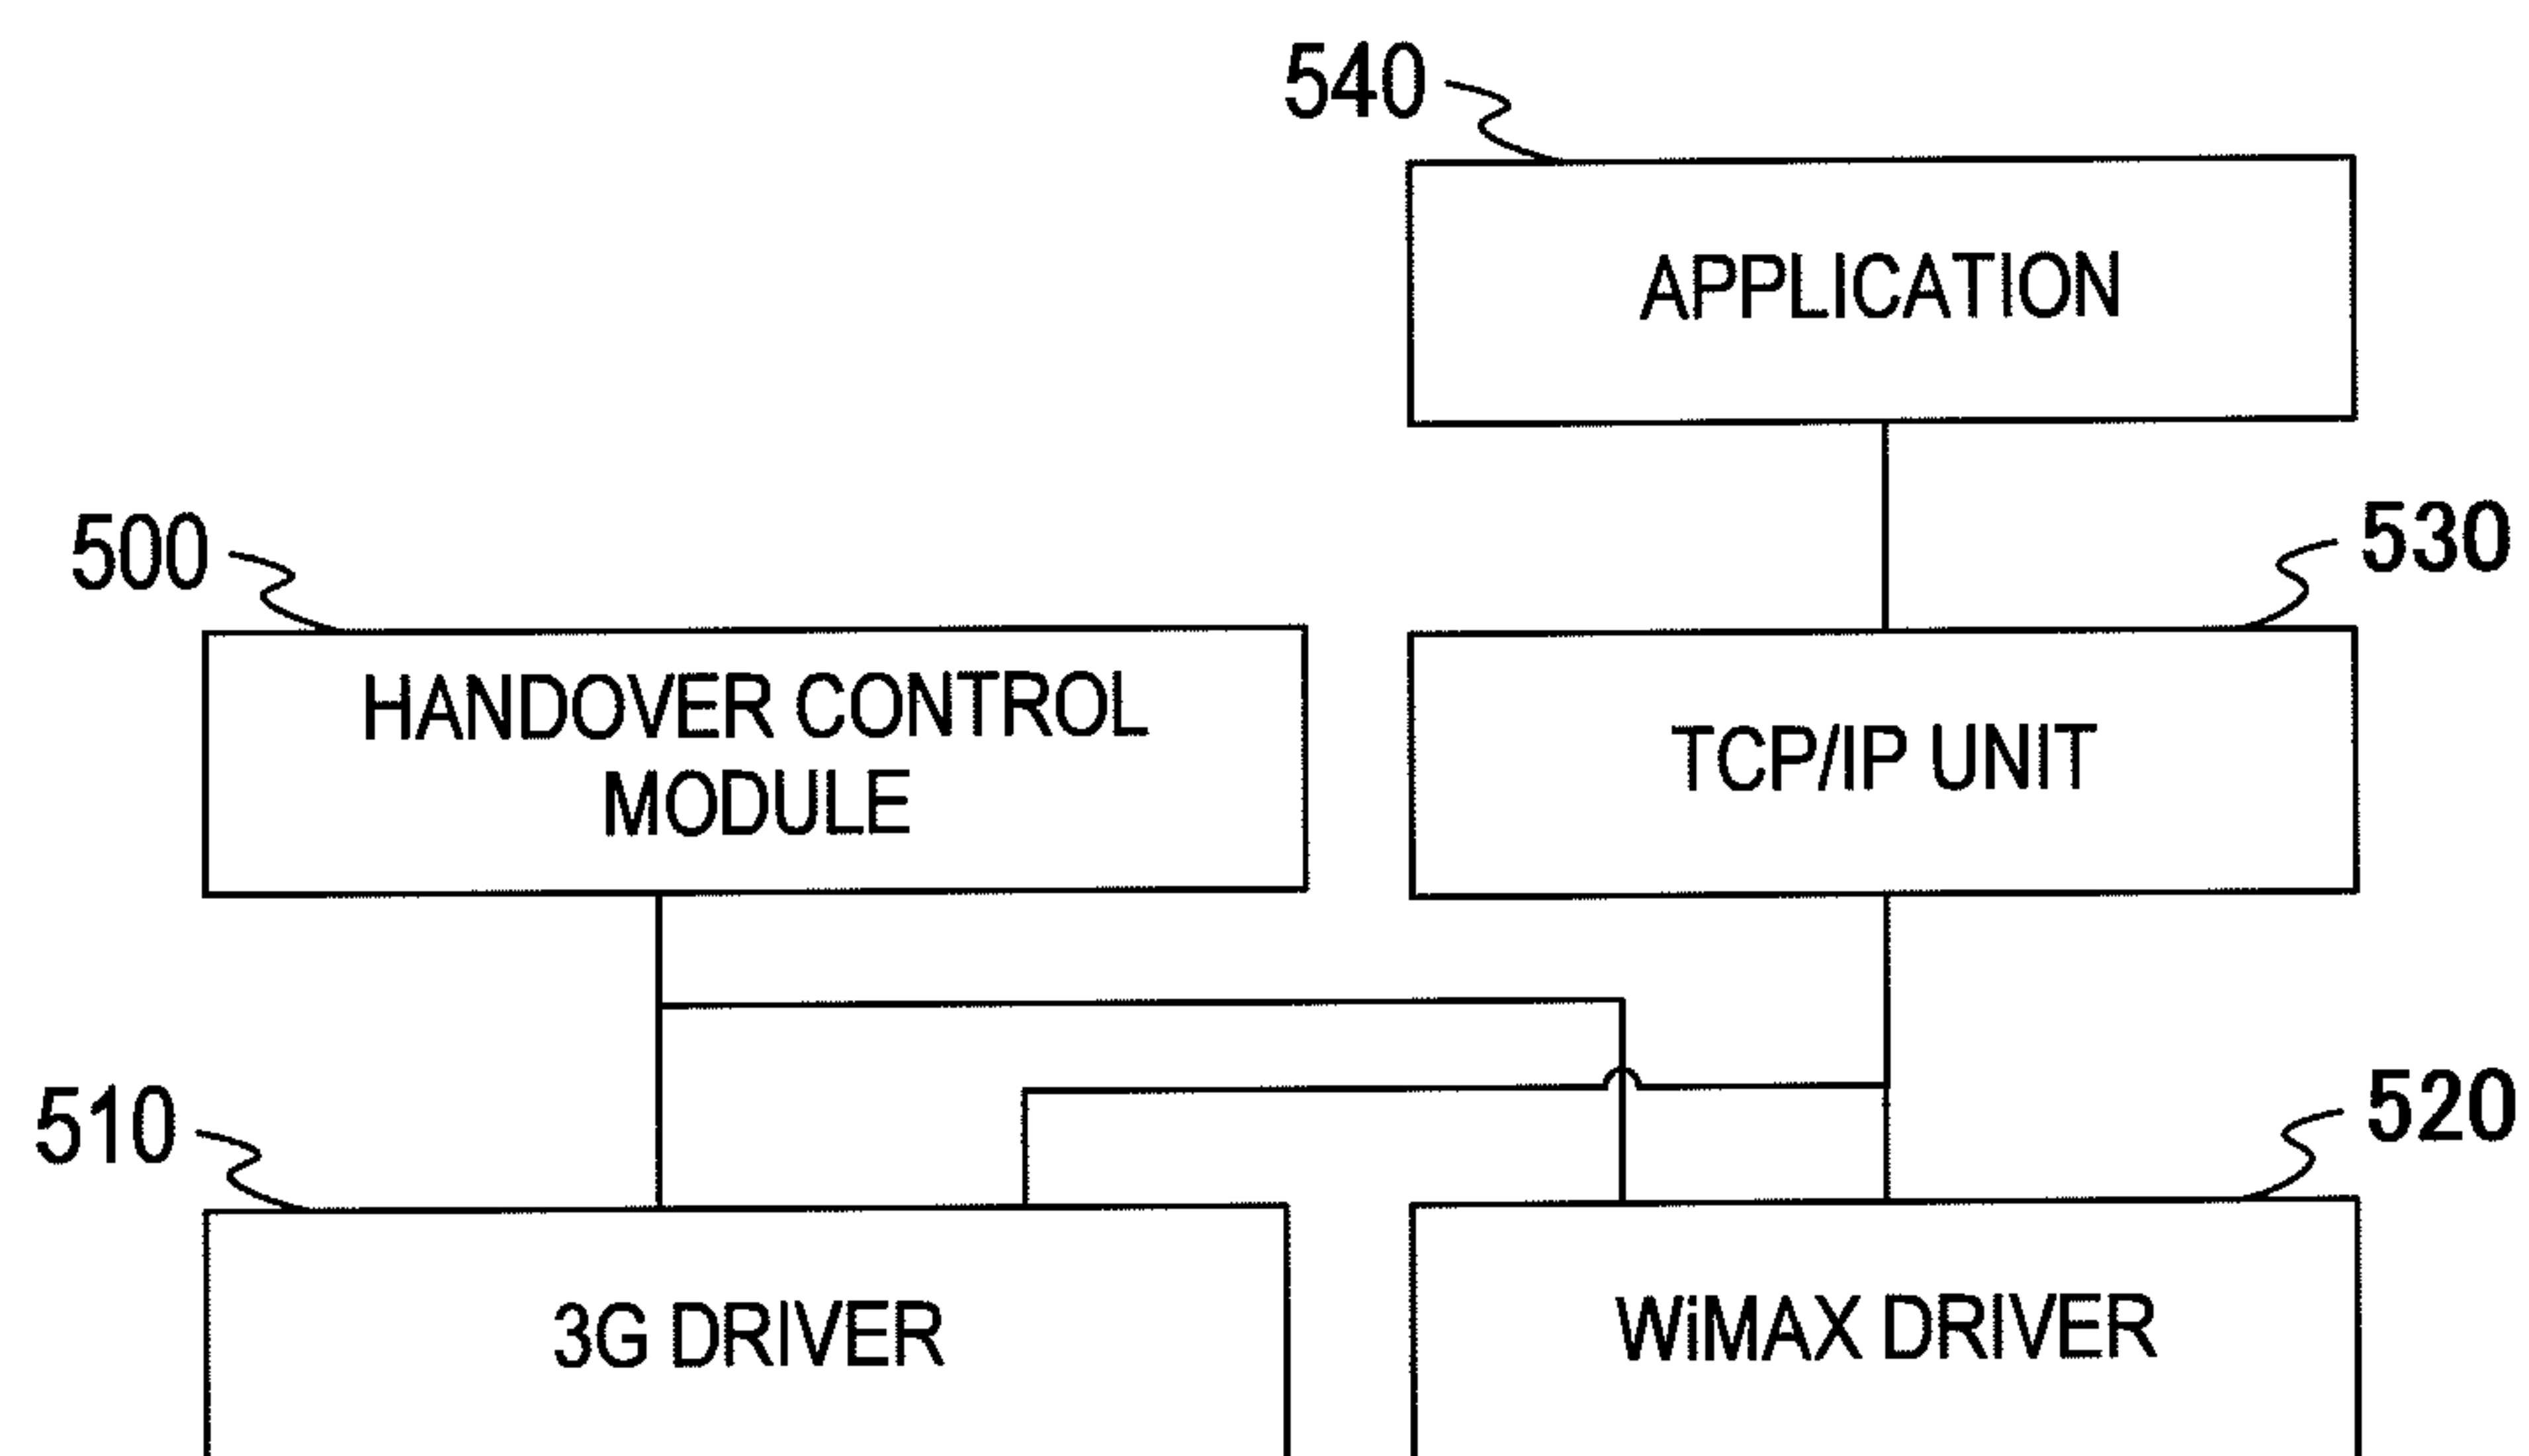 540
APPLICATION
500
530
HANDOVER CONTROL
MODULE
TCP/IP UNIT
510
520
3G DRIVER
WiMAX DRIVER